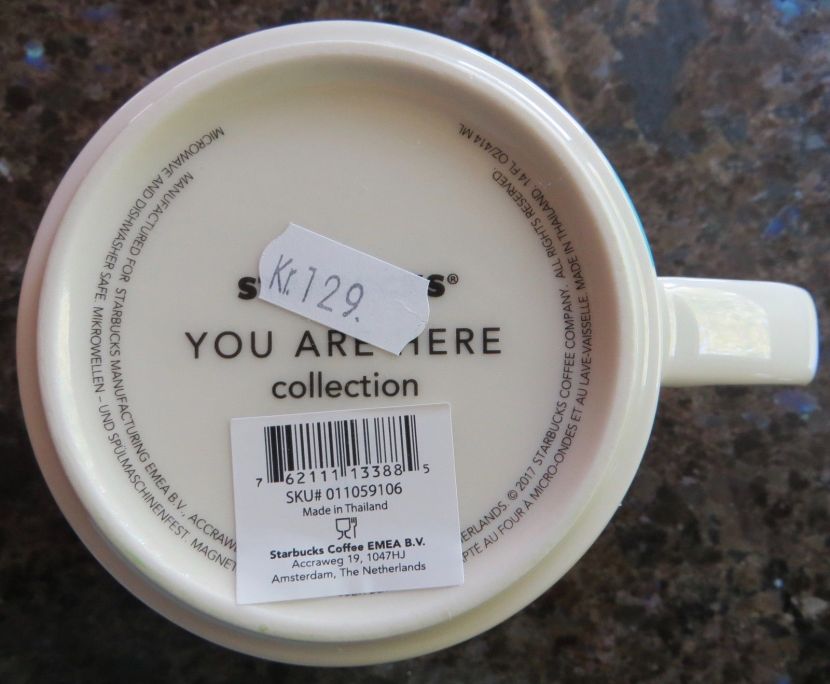 MICROWAVE AND DISHWASHER SAFE. MIKROWELLEN – UND SPÜLMASCHINENFEST. MAGNET
MANUFACTURED FOR STARBUCKS MANUFACTURING EMEA B.V., ACCRAW
ERLANDS. © 2017 STARBUCKS COFFEE COMPANY. ALL RIGHTS RESERVED.
PTÉ AU FOUR À MICRO-ONDES ET AU LAVE-VAISSELLE. MADE IN THAILAND. 14 FL OZ/414 ML
Kr. 129.
S S®
YOU ARE HERE
collection
7 62111 13388 5
SKU# 011059106
Made in Thailand
Starbucks Coffee EMEA B.V.
Accraweg 19, 1047HJ
Amsterdam, The Netherlands